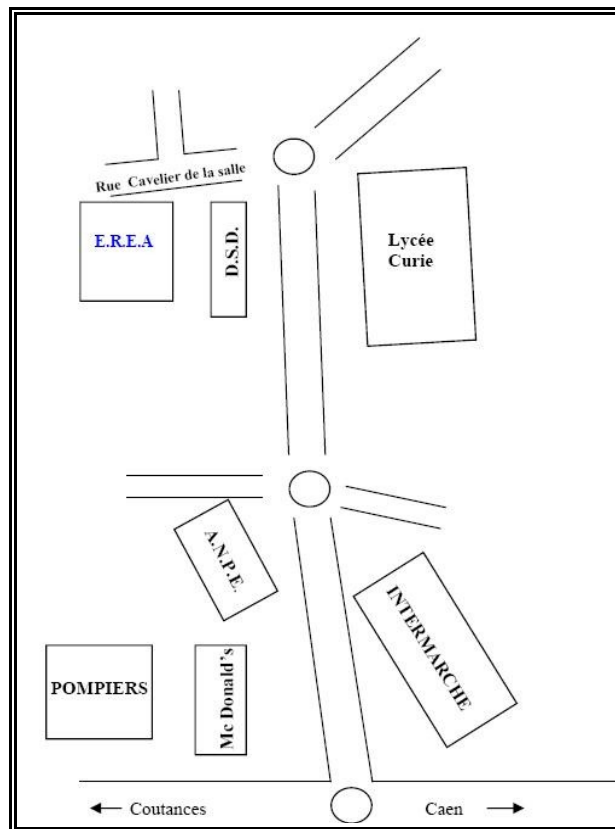 Rue Cavelier de la salle
E.R.E.A
D.S.D.
Lycée
Curie
A.N.P.E.
INTERMARCHE
POMPIERS
Mc Donald's
Coutances
Caen